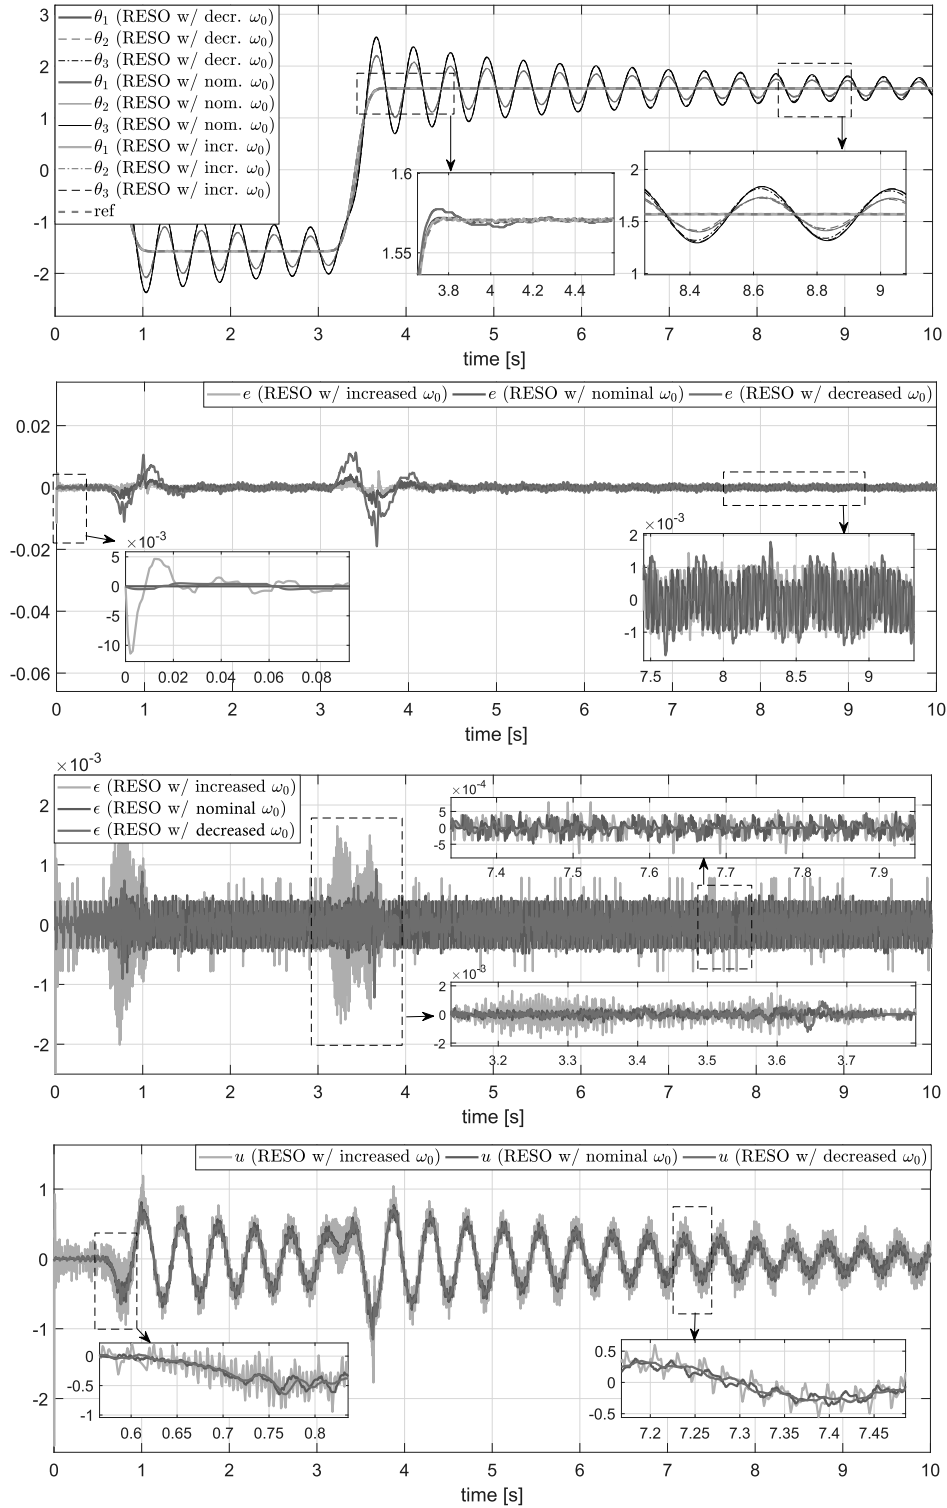 3
2
1
0
-1
-2
θ₁ (RESO w/ decr. ω₀)
θ₂ (RESO w/ decr. ω₀)
θ₃ (RESO w/ decr. ω₀)
θ₁ (RESO w/ nom. ω₀)
θ₂ (RESO w/ nom. ω₀)
θ₃ (RESO w/ nom. ω₀)
θ₁ (RESO w/ incr. ω₀)
θ₂ (RESO w/ incr. ω₀)
θ₃ (RESO w/ incr. ω₀)
ref
1.6
1.55
3.8 4 4.2 4.4
2
1.5
1
8.4 8.6 8.8 9
0 1 2 3 4 5 6 7 8 9 10
time [s]
e (RESO w/ increased ω₀) e (RESO w/ nominal ω₀) e (RESO w/ decreased ω₀)
0.02
0
-0.02
-0.04
-0.06
×10⁻³
5
0
-5
-10
0 0.02 0.04 0.06 0.08
×10⁻³
2
1
0
-1
7.5 8 8.5 9
0 1 2 3 4 5 6 7 8 9 10
time [s]
×10⁻³
2
1
0
-1
-2
ϵ (RESO w/ increased ω₀)
ϵ (RESO w/ nominal ω₀)
ϵ (RESO w/ decreased ω₀)
×10⁻⁴
5
0
-5
7.4 7.5 7.6 7.7 7.8 7.9
×10⁻³
2
0
-2
3.2 3.3 3.4 3.5 3.6 3.7
0 1 2 3 4 5 6 7 8 9 10
time [s]
u (RESO w/ increased ω₀) u (RESO w/ nominal ω₀) u (RESO w/ decreased ω₀)
1
0
-1
-2
0
-0.5
-1
0.6 0.65 0.7 0.75 0.8
0.5
0
-0.5
7.2 7.25 7.3 7.35 7.4 7.45
0 1 2 3 4 5 6 7 8 9 10
time [s]